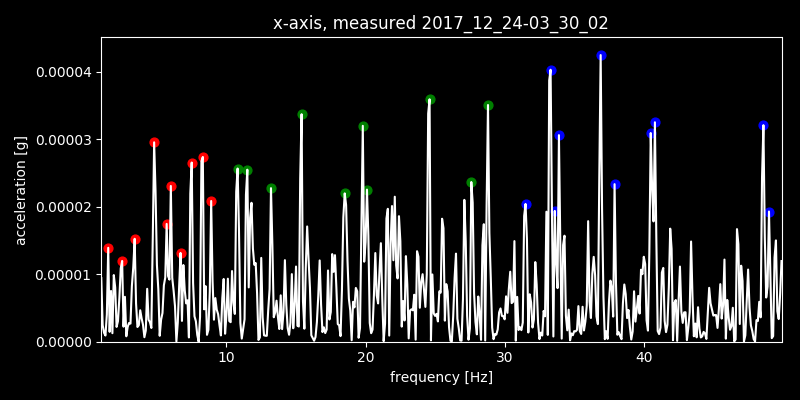 x-axis, measured 2017_12_24-03_30_02
0.00004
0.00003
0.00002
0.00001
0.00000
acceleration [g]
10 20 30 40
frequency [Hz]